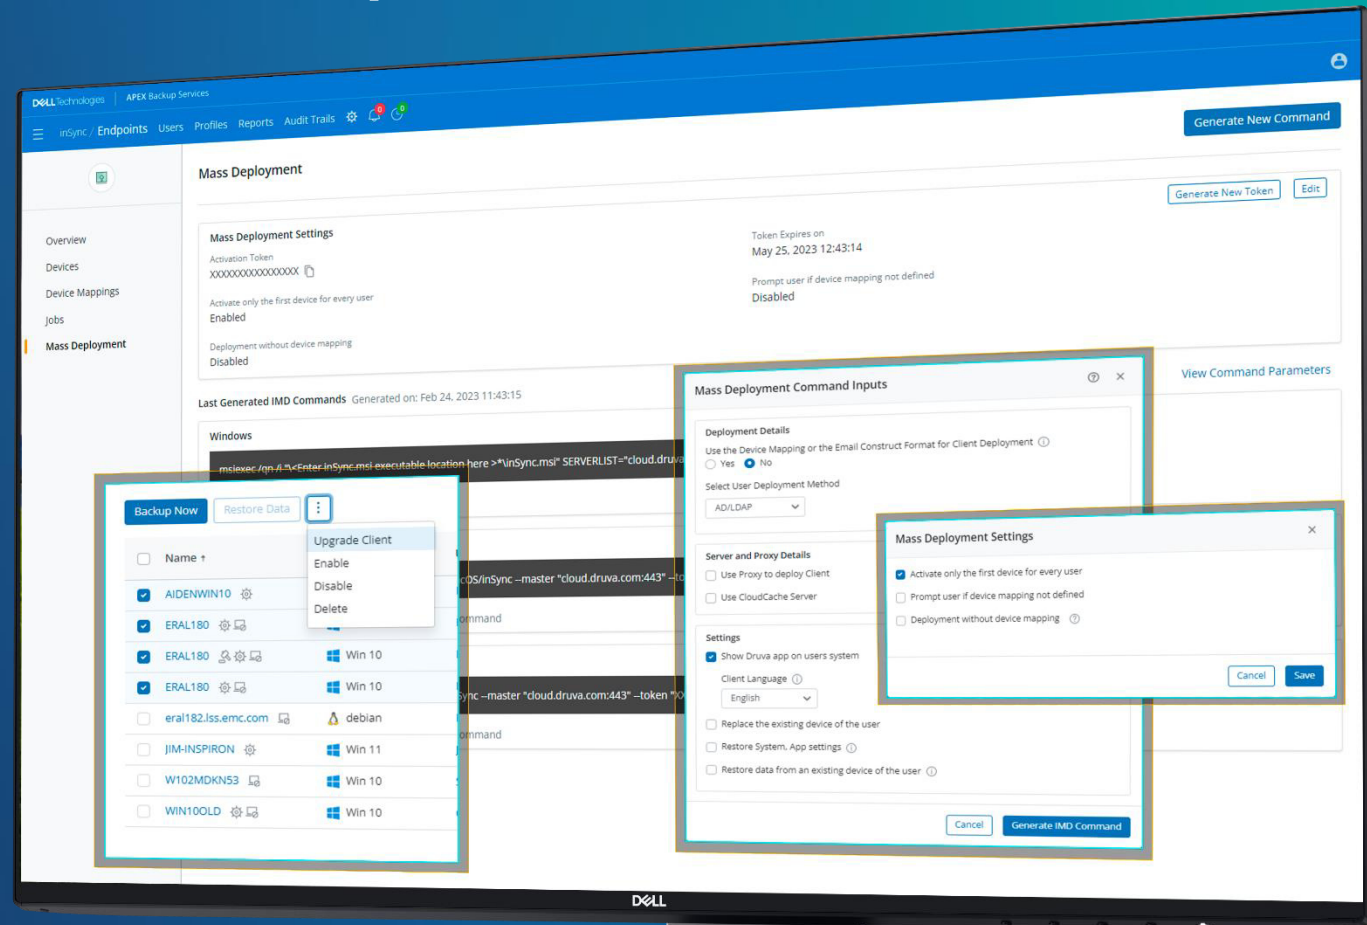 DELLTechnologies | APEX Backup Services
inSync / Endpoints Users Profiles Reports Audit Trails 0 0
Generate New Command
Mass Deployment
Generate New Token Edit
Overview
Devices
Device Mappings
Jobs
Mass Deployment
Mass Deployment Settings
Activation Token
XXXXXXXXXXXXXXXX
Activate only the first device for every user
Enabled
Deployment without device mapping
Disabled
Token Expires on
May 25, 2023 12:43:14
Prompt user if device mapping not defined
Disabled
Last Generated IMD Commands Generated on: Feb 24, 2023 11:43:15
View Command Parameters
Windows
msiexec /qn /i "\<Enter inSync.msi executable location here >*\inSync.msi" SERVERLIST="cloud.druva
cOS/inSync --master "cloud.druva.com:443" --to
ommand
ync --master "cloud.druva.com:443" --token "XX
ommand
Backup Now Restore Data
Upgrade Client
Enable
Disable
Delete
Name ↑
AIDENWIN10
ERAL180
ERAL180 Win 10
ERAL180 Win 10
eral182.lss.emc.com debian
JIM-INSPIRON Win 11
W102MDKN53 Win 10
WIN10OLD Win 10
Mass Deployment Command Inputs
Deployment Details
Use the Device Mapping or the Email Construct Format for Client Deployment
Yes No
Select User Deployment Method
AD/LDAP
Server and Proxy Details
Use Proxy to deploy Client
Use CloudCache Server
Settings
Show Druva app on users system
Client Language
English
Replace the existing device of the user
Restore System, App settings
Restore data from an existing device of the user
Cancel Generate IMD Command
Mass Deployment Settings
Activate only the first device for every user
Prompt user if device mapping not defined
Deployment without device mapping
Cancel Save
DELL